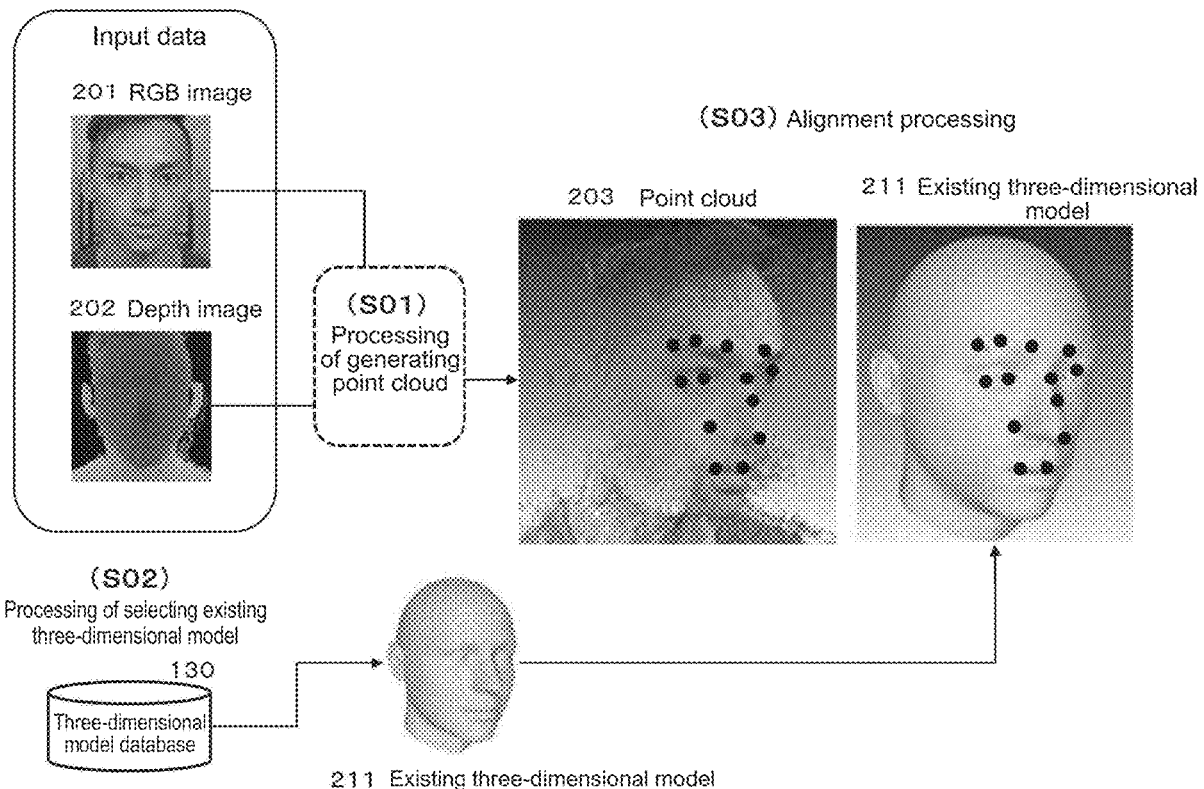 Input data
201 RGB image
202 Depth image
(S01)
Processing
of generating
point cloud
(S03) Alignment processing
203 Point cloud
211 Existing three-dimensional
model
(S02)
Processing of selecting existing
three-dimensional model
130
Three-dimensional
model database
211 Existing three-dimensional model